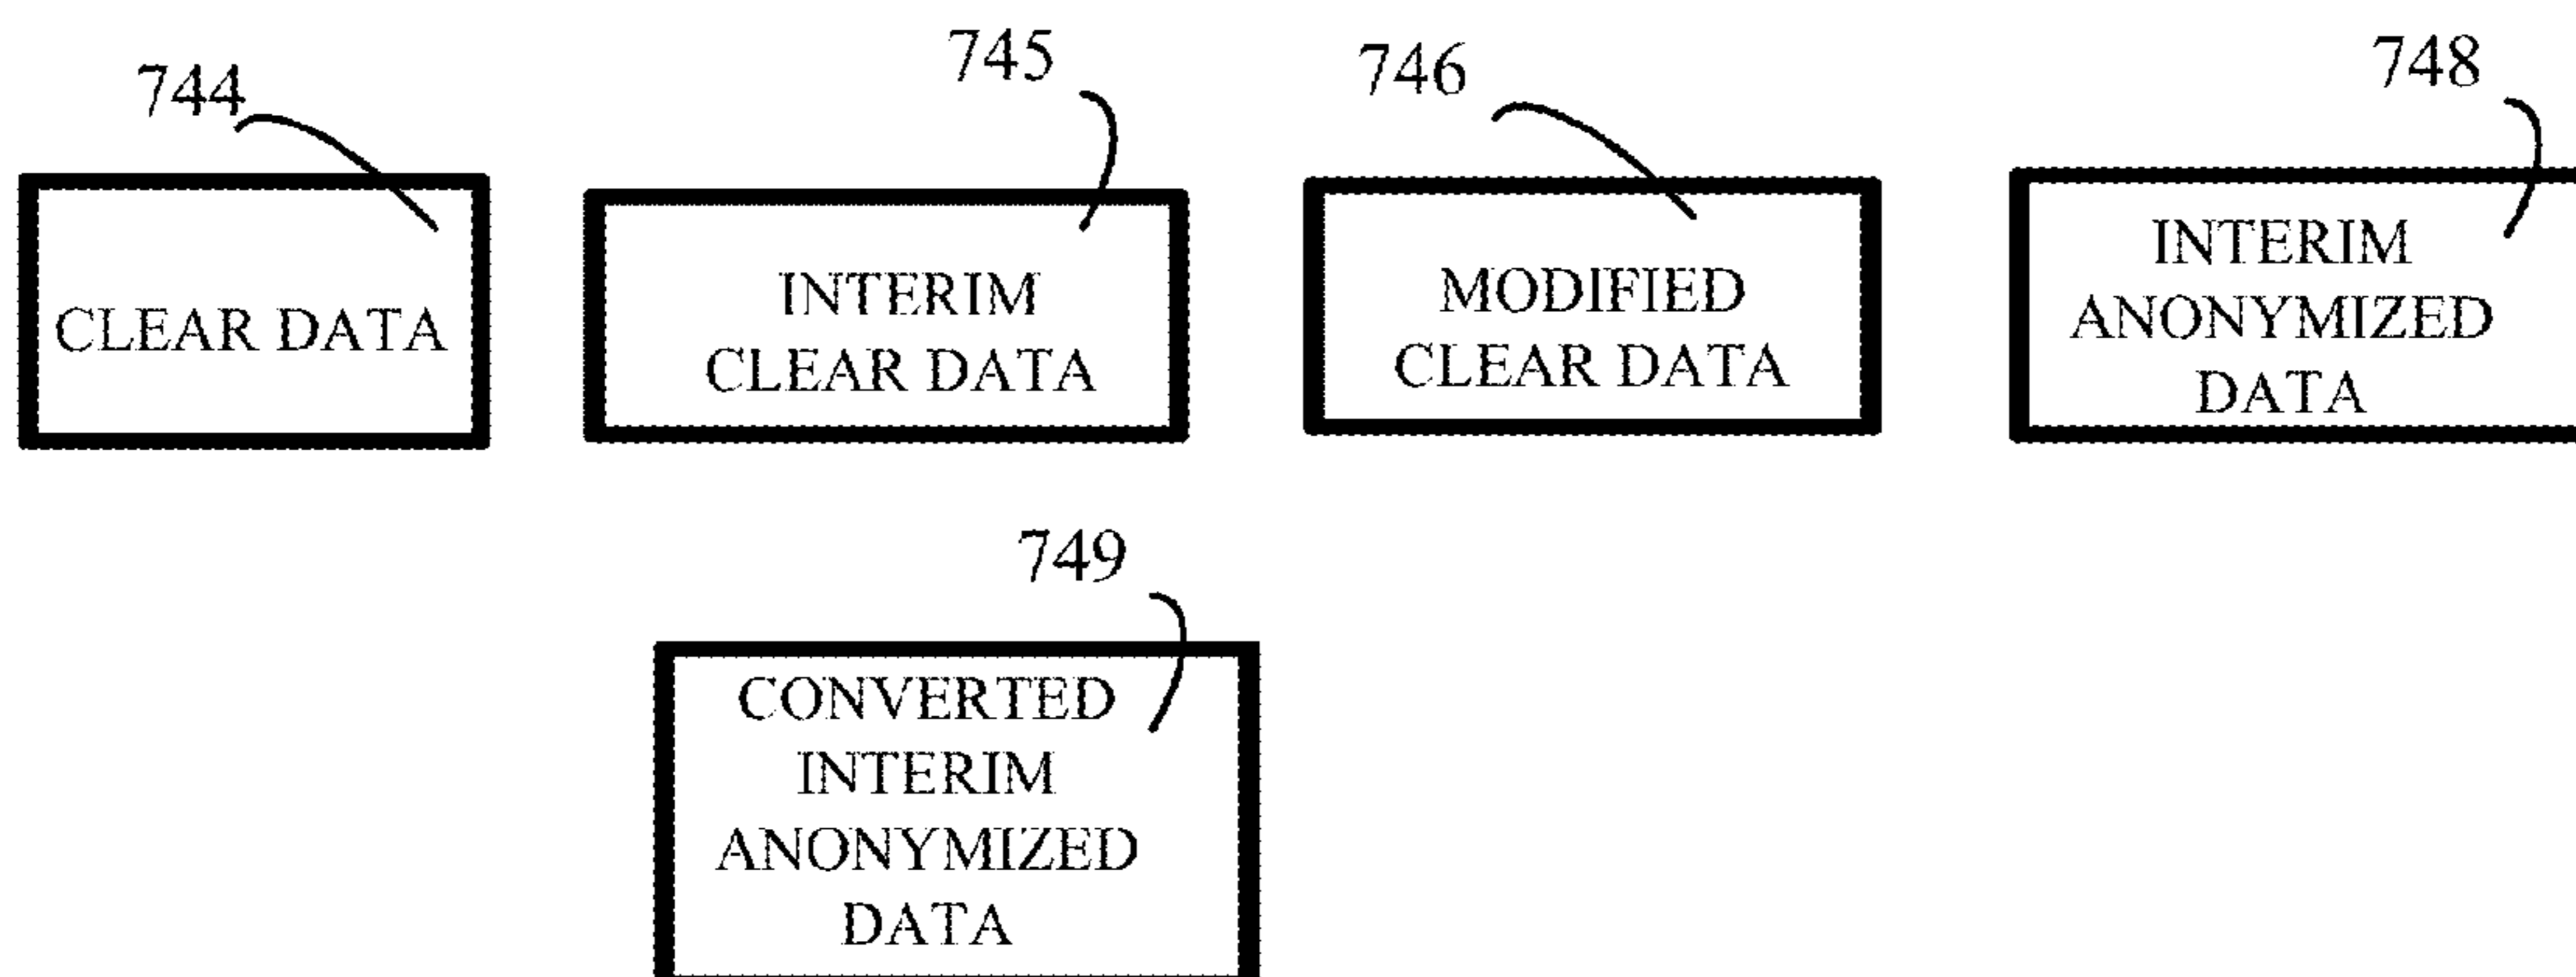 744
CLEAR DATA
745
INTERIM
CLEAR DATA
746
MODIFIED
CLEAR DATA
748
INTERIM
ANONYMIZED
DATA
749
CONVERTED
INTERIM
ANONYMIZED
DATA